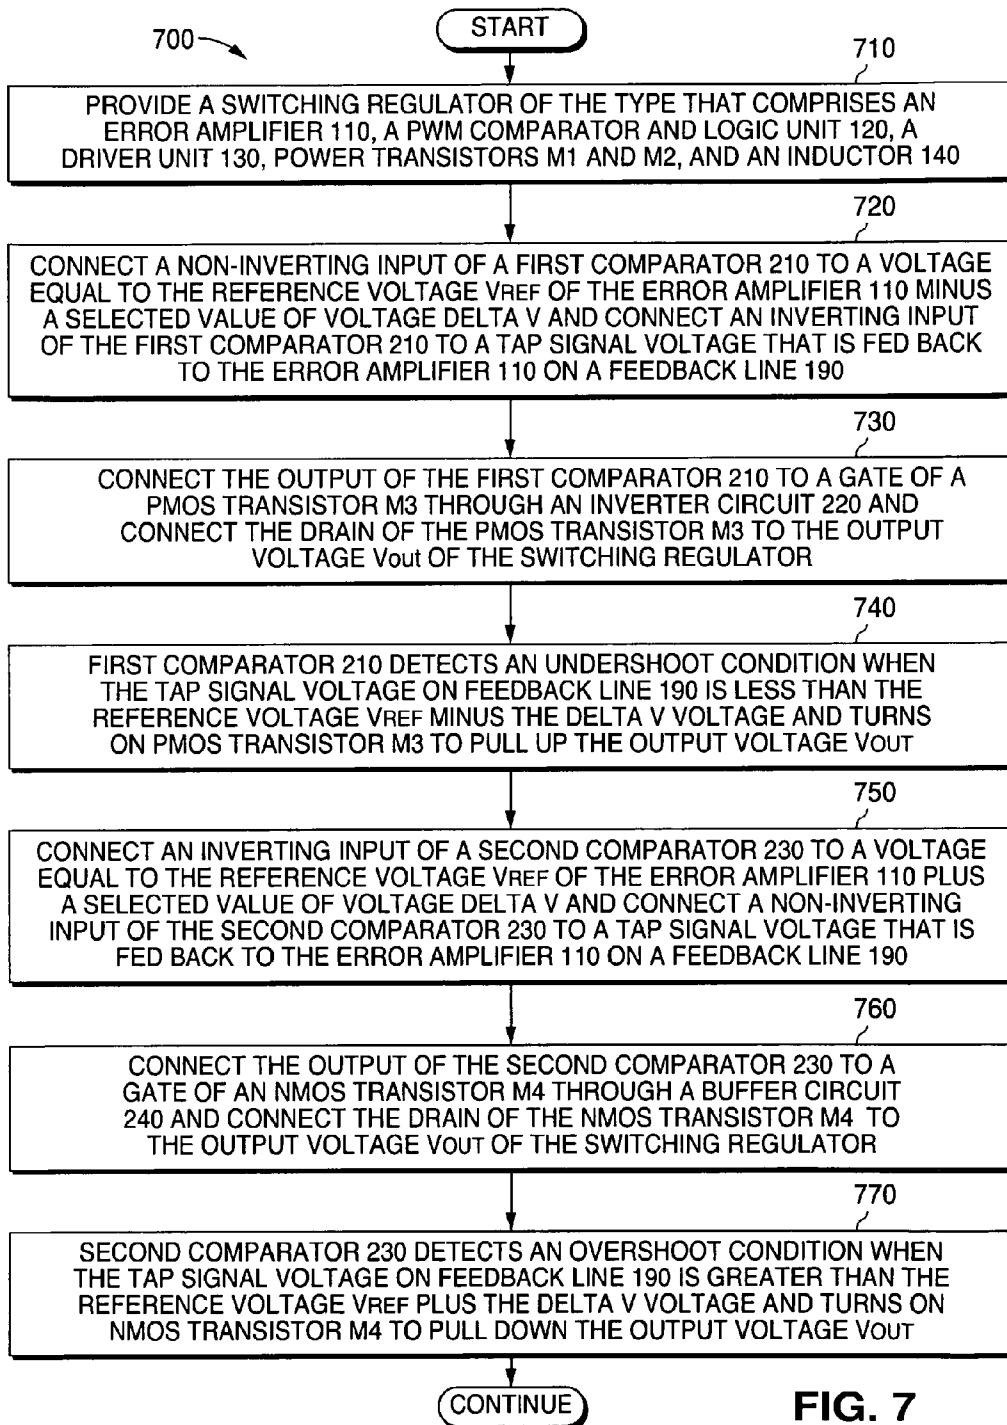 START
700
710
PROVIDE A SWITCHING REGULATOR OF THE TYPE THAT COMPRISES AN
ERROR AMPLIFIER 110, A PWM COMPARATOR AND LOGIC UNIT 120, A
DRIVER UNIT 130, POWER TRANSISTORS M1 AND M2, AND AN INDUCTOR 140
720
CONNECT A NON-INVERTING INPUT OF A FIRST COMPARATOR 210 TO A VOLTAGE
EQUAL TO THE REFERENCE VOLTAGE VREF OF THE ERROR AMPLIFIER 110 MINUS
A SELECTED VALUE OF VOLTAGE DELTA V AND CONNECT AN INVERTING INPUT
OF THE FIRST COMPARATOR 210 TO A TAP SIGNAL VOLTAGE THAT IS FED BACK
TO THE ERROR AMPLIFIER 110 ON A FEEDBACK LINE 190
730
CONNECT THE OUTPUT OF THE FIRST COMPARATOR 210 TO A GATE OF A
PMOS TRANSISTOR M3 THROUGH AN INVERTER CIRCUIT 220 AND
CONNECT THE DRAIN OF THE PMOS TRANSISTOR M3 TO THE OUTPUT
VOLTAGE Vout OF THE SWITCHING REGULATOR
740
FIRST COMPARATOR 210 DETECTS AN UNDERSHOOT CONDITION WHEN
THE TAP SIGNAL VOLTAGE ON FEEDBACK LINE 190 IS LESS THAN THE
REFERENCE VOLTAGE VREF MINUS THE DELTA V VOLTAGE AND TURNS
ON PMOS TRANSISTOR M3 TO PULL UP THE OUTPUT VOLTAGE VOUT
750
CONNECT AN INVERTING INPUT OF A SECOND COMPARATOR 230 TO A VOLTAGE
EQUAL TO THE REFERENCE VOLTAGE VREF OF THE ERROR AMPLIFIER 110 PLUS
A SELECTED VALUE OF VOLTAGE DELTA V AND CONNECT A NON-INVERTING
INPUT OF THE SECOND COMPARATOR 230 TO A TAP SIGNAL VOLTAGE THAT IS
FED BACK TO THE ERROR AMPLIFIER 110 ON A FEEDBACK LINE 190
760
CONNECT THE OUTPUT OF THE SECOND COMPARATOR 230 TO A
GATE OF AN NMOS TRANSISTOR M4 THROUGH A BUFFER CIRCUIT
240 AND CONNECT THE DRAIN OF THE NMOS TRANSISTOR M4 TO
THE OUTPUT VOLTAGE VOUT OF THE SWITCHING REGULATOR
770
SECOND COMPARATOR 230 DETECTS AN OVERSHOOT CONDITION WHEN
THE TAP SIGNAL VOLTAGE ON FEEDBACK LINE 190 IS GREATER THAN THE
REFERENCE VOLTAGE VREF PLUS THE DELTA V VOLTAGE AND TURNS ON
NMOS TRANSISTOR M4 TO PULL DOWN THE OUTPUT VOLTAGE VOUT
CONTINUE
FIG. 7